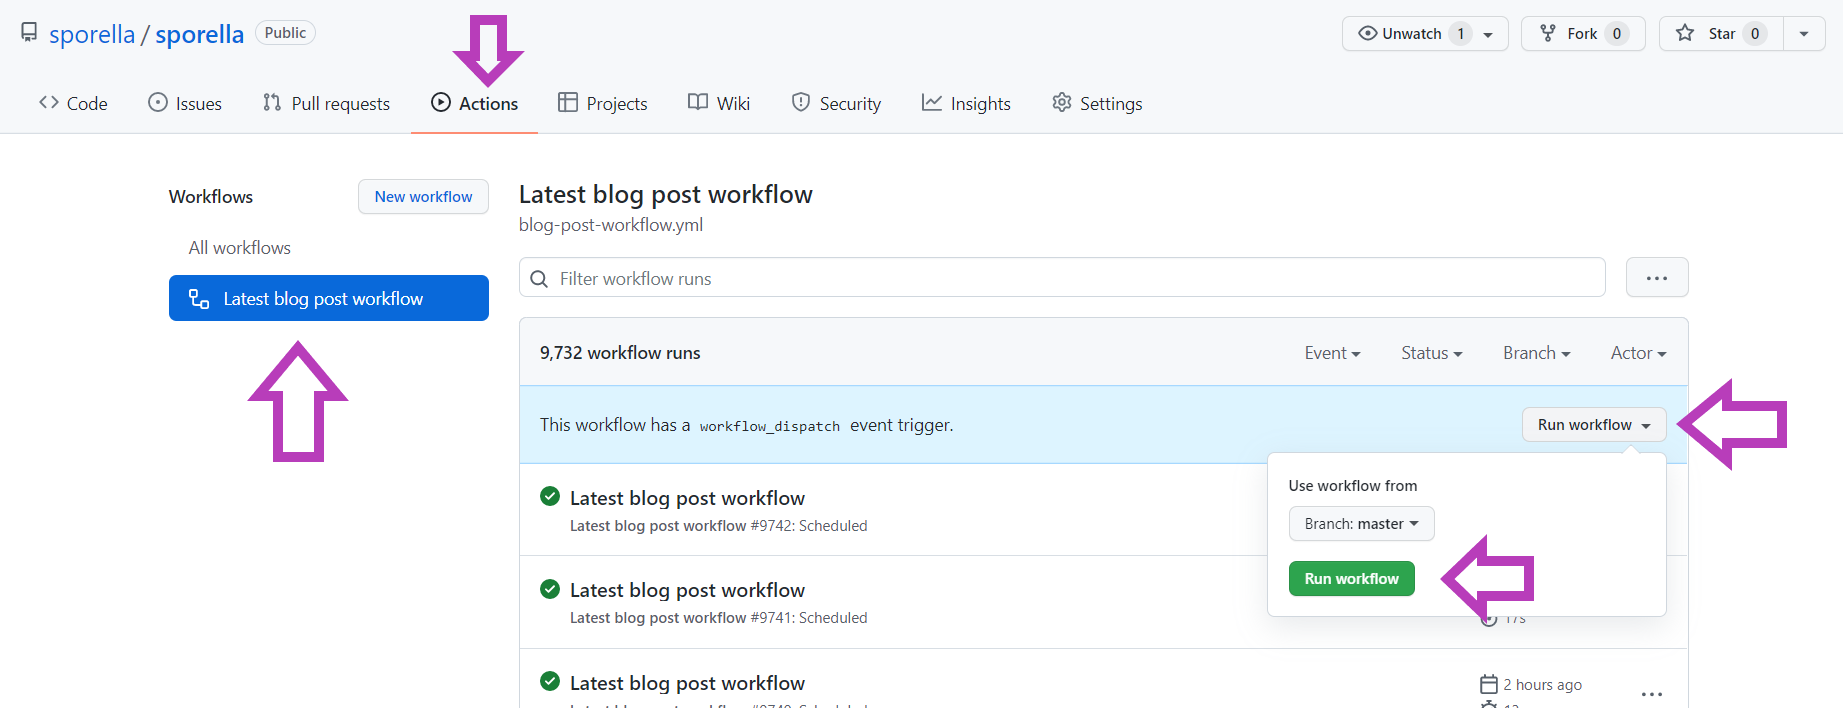 sporella / sporella Public
Unwatch 1 Fork 0 Star 0
Code Issues Pull requests Actions Projects Wiki Security Insights Settings
Workflows
New workflow
All workflows
Latest blog post workflow
Latest blog post workflow
blog-post-workflow.yml
Filter workflow runs
9,732 workflow runs
Event Status Branch Actor
This workflow has a workflow_dispatch event trigger.
Run workflow
Use workflow from
Branch: master
Run workflow
Latest blog post workflow
Latest blog post workflow #9742: Scheduled
Latest blog post workflow
Latest blog post workflow #9741: Scheduled
17s
Latest blog post workflow
2 hours ago